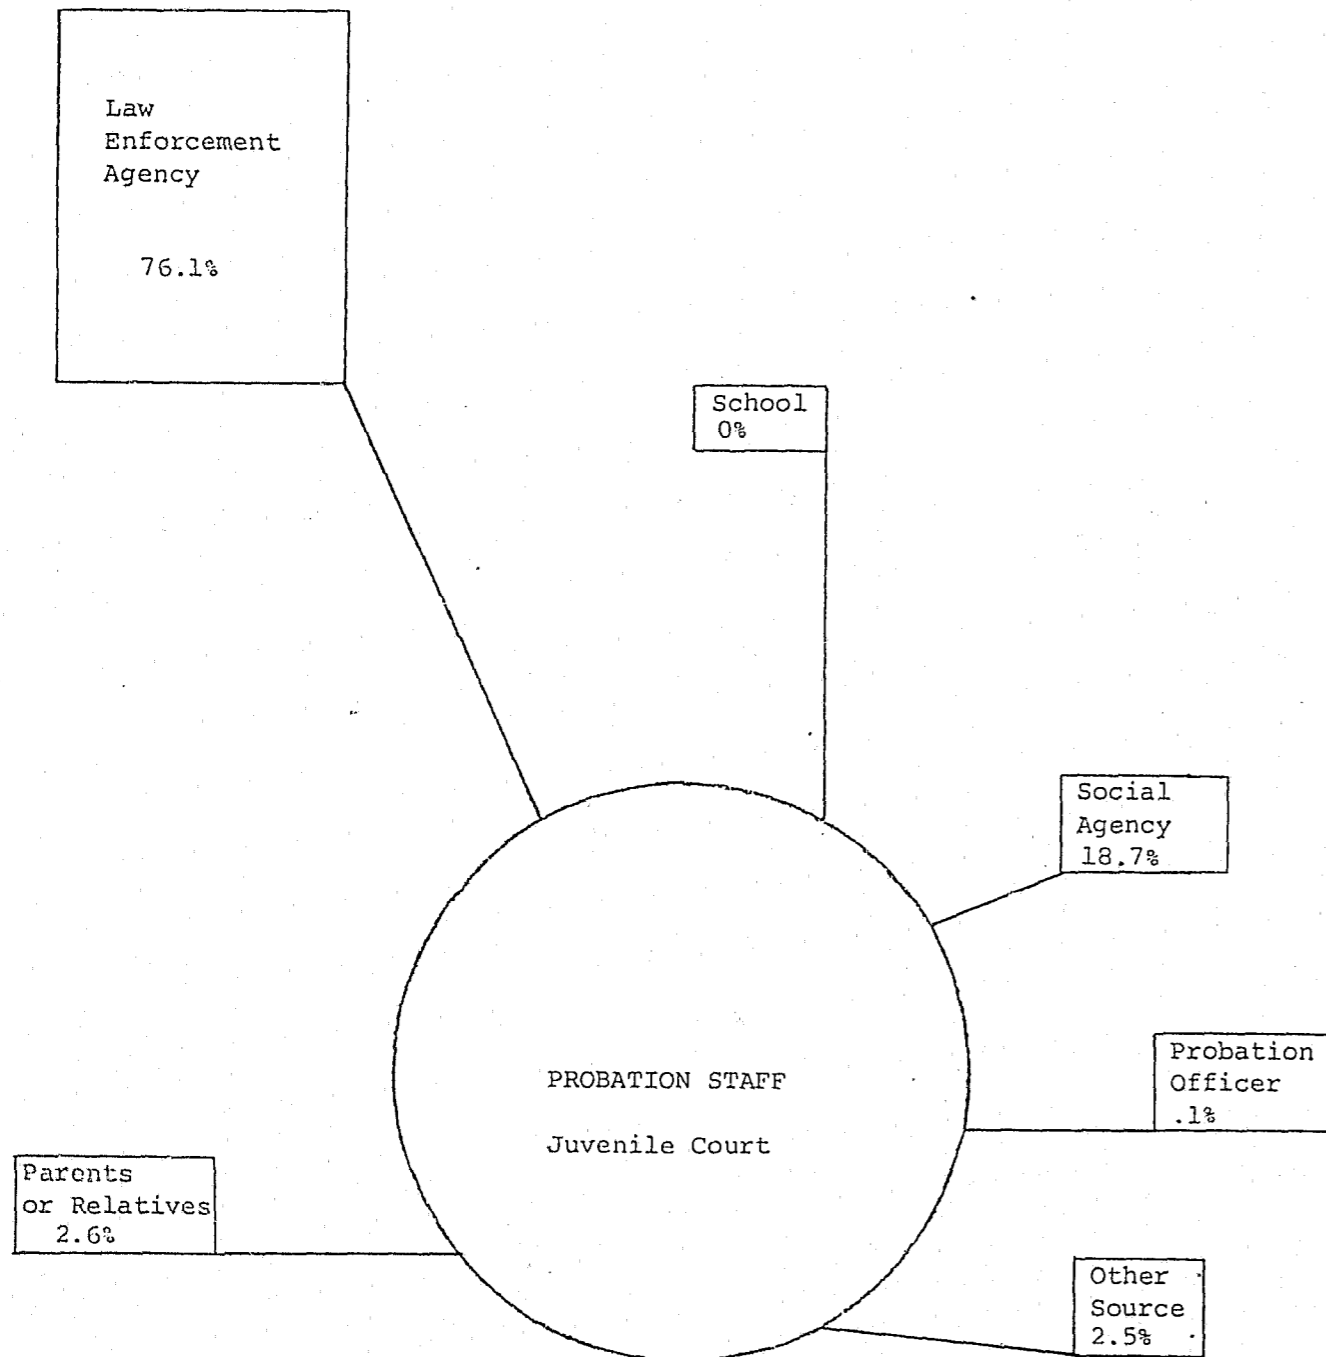 Law
Enforcement
Agency
76.1%
School
0%
Social
Agency
18.7%
Probation
Officer
.1%
PROBATION STAFF
Juvenile Court
Parents
or Relatives
2.6%
Other
Source
2.5%